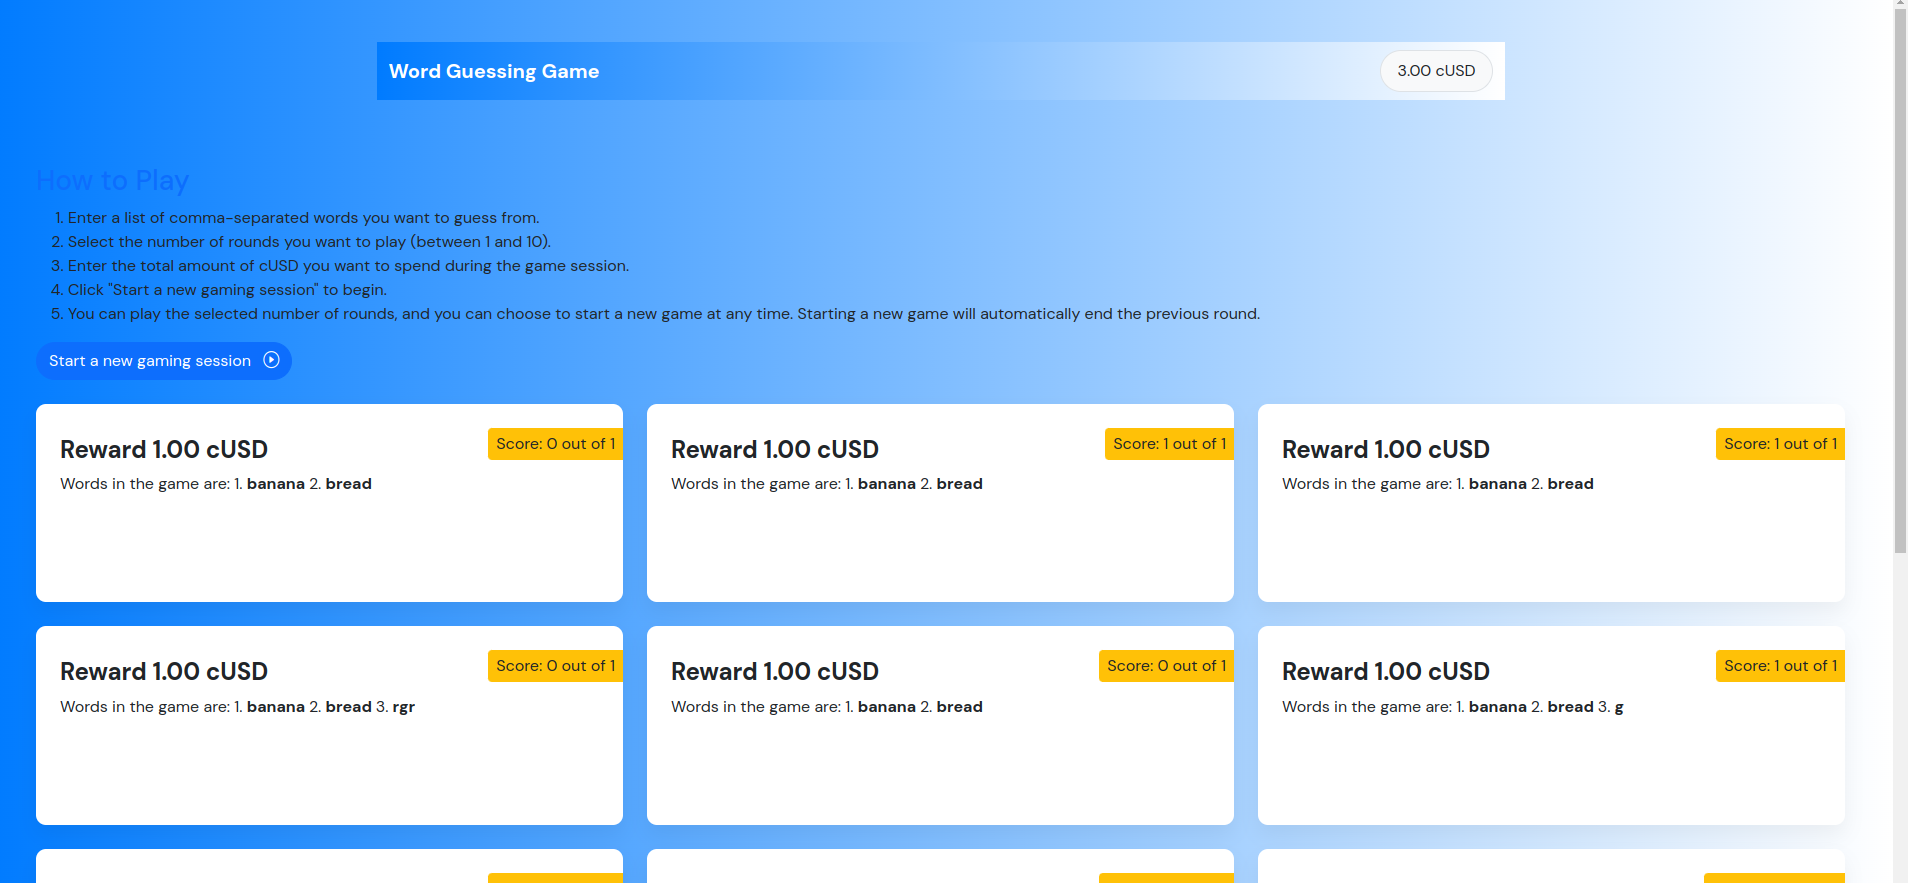 Word Guessing Game
3.00 cUSD
How to Play
1. Enter a list of comma-separated words you want to guess from.
2. Select the number of rounds you want to play (between 1 and 10).
3. Enter the total amount of cUSD you want to spend during the game session.
4. Click "Start a new gaming session" to begin.
5. You can play the selected number of rounds, and you can choose to start a new game at any time. Starting a new game will automatically end the previous round.
Start a new gaming session
Reward 1.00 cUSD
Score: 0 out of 1
Words in the game are: 1. banana 2. bread
Reward 1.00 cUSD
Score: 1 out of 1
Words in the game are: 1. banana 2. bread
Reward 1.00 cUSD
Score: 1 out of 1
Words in the game are: 1. banana 2. bread
Reward 1.00 cUSD
Score: 0 out of 1
Words in the game are: 1. banana 2. bread 3. rgr
Reward 1.00 cUSD
Score: 0 out of 1
Words in the game are: 1. banana 2. bread
Reward 1.00 cUSD
Score: 1 out of 1
Words in the game are: 1. banana 2. bread 3. g